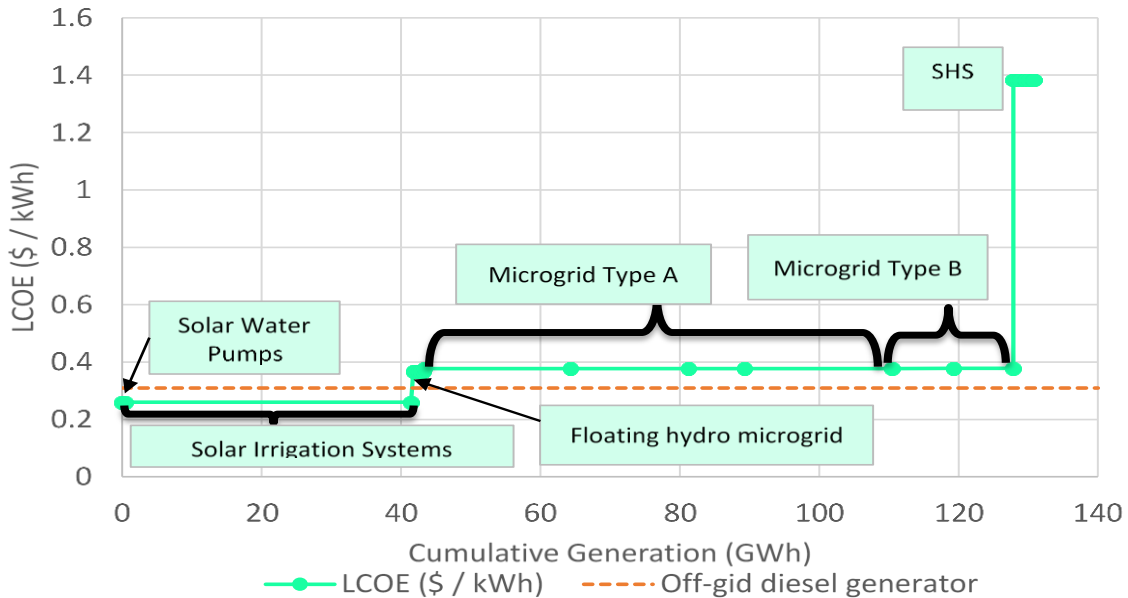 1.6
1.4
1.2
1
0.8
0.6
0.4
0.2
0
LCOE ($ / kWh)
SHS
Microgrid Type A
Microgrid Type B
Solar Water
Pumps
Solar Irrigation Systems
Floating hydro microgrid
0 20 40 60 80 100 120 140
Cumulative Generation (GWh)
LCOE ($ / kWh) Off-gid diesel generator